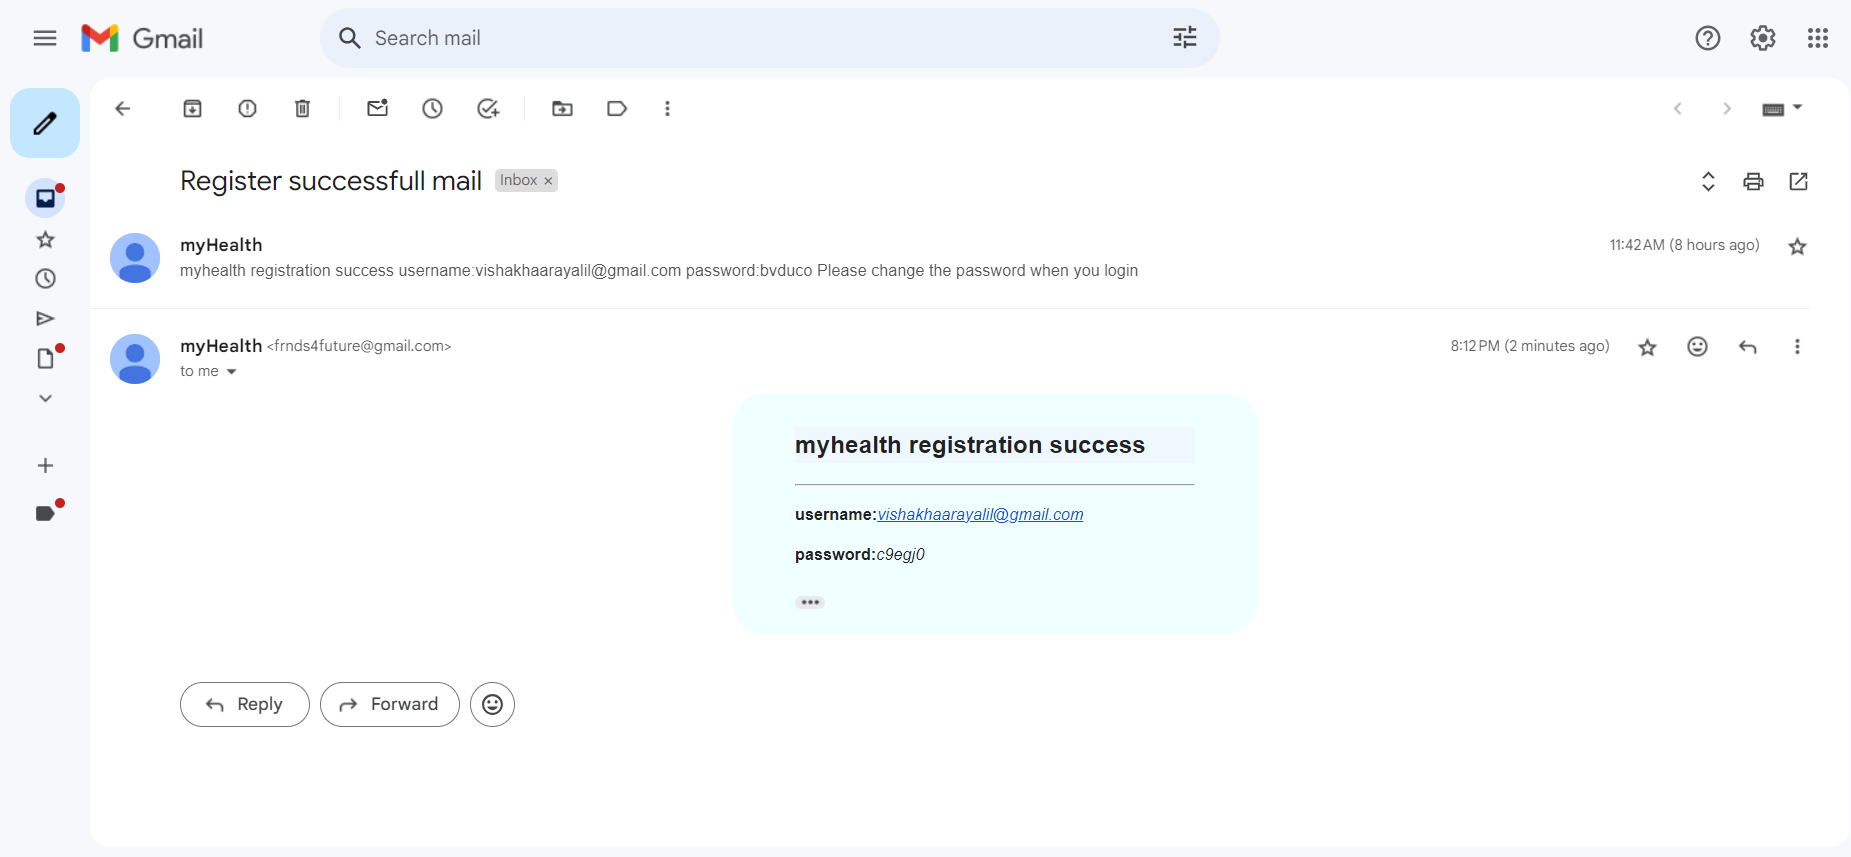 Gmail
Search mail
Register successfull mail Inbox ×
myHealth 11:42 AM (8 hours ago)
myhealth registration success username:vishakhaarayalil@gmail.com password:bvduco Please change the password when you login
myHealth <frnds4future@gmail.com> 8:12 PM (2 minutes ago)
to me
myhealth registration success
username:vishakhaarayalil@gmail.com
password:c9egj0
Reply Forward